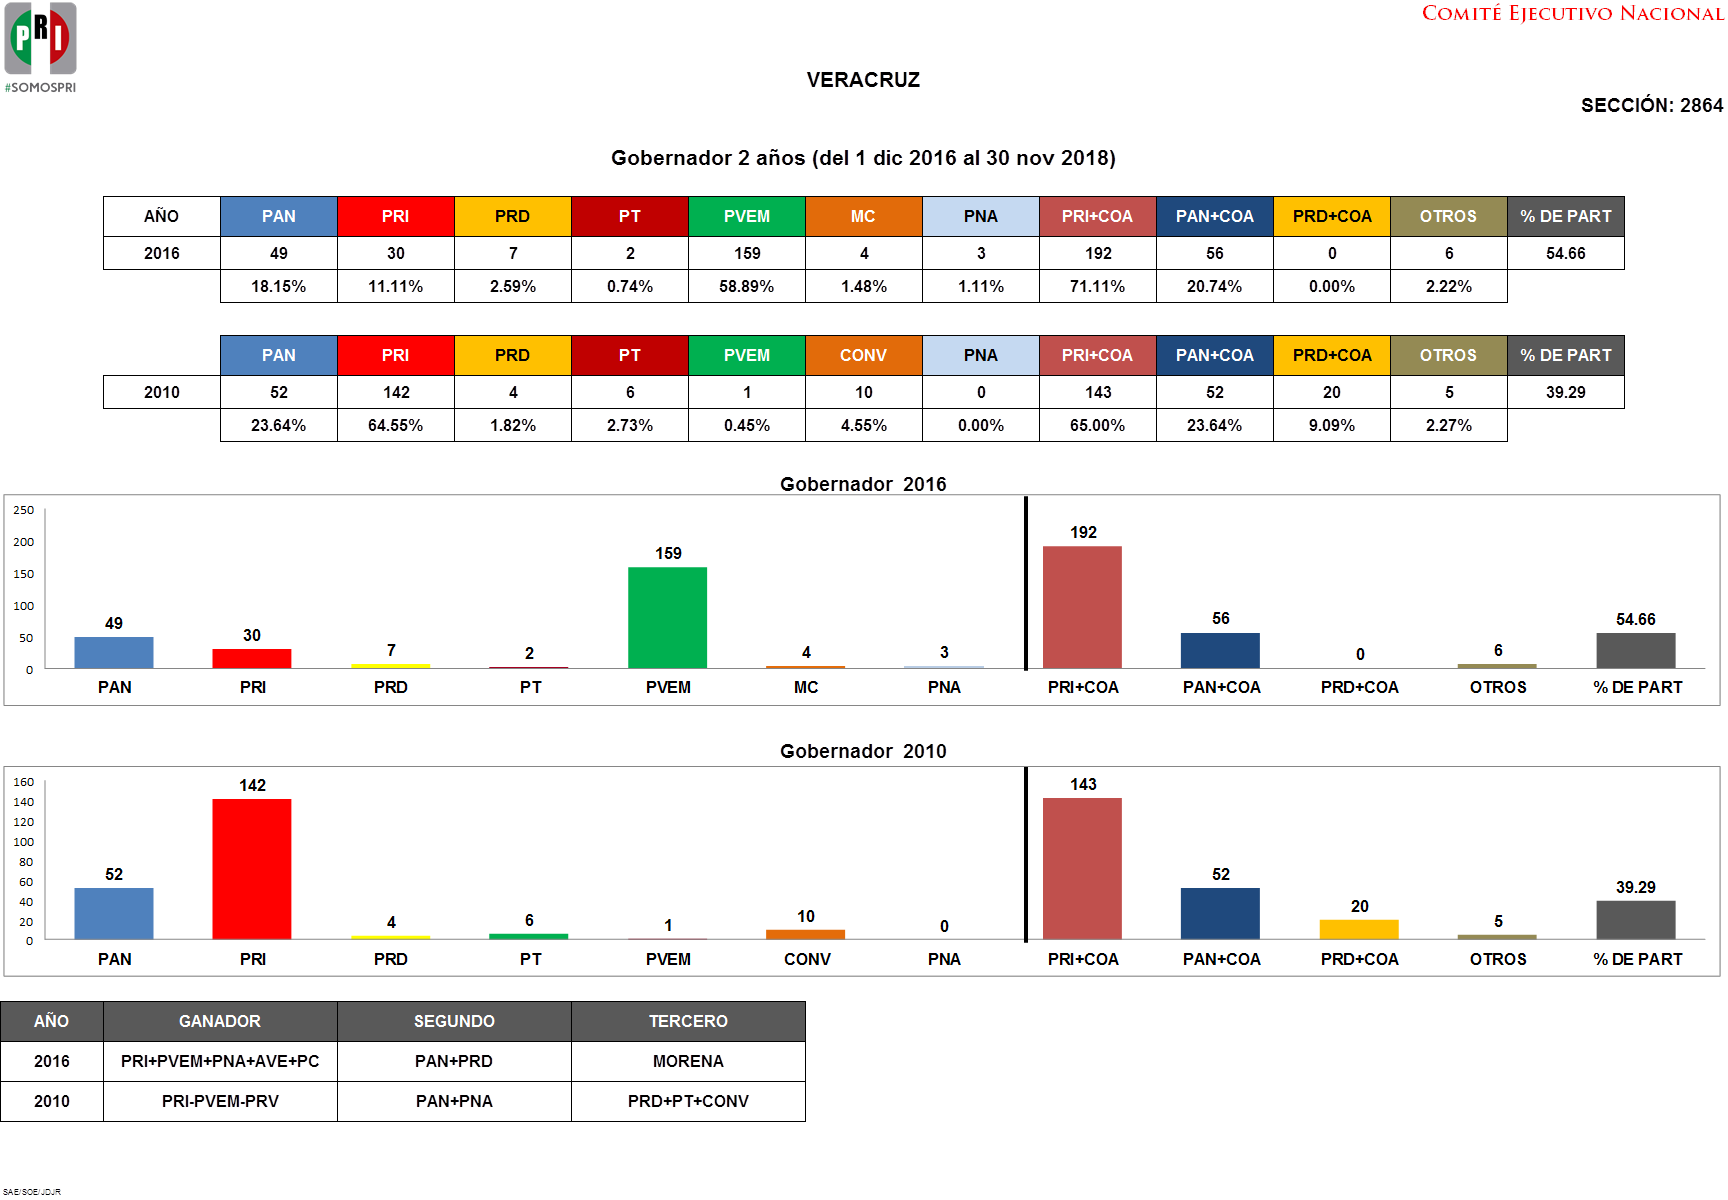 PRI
#SOMOSPRI
COMITÉ EJECUTIVO NACIONAL
VERACRUZ
SECCIÓN: 2864
Gobernador 2 años (del 1 dic 2016 al 30 nov 2018)
AÑO PAN PRI PRD PT PVEM MC PNA PRI+COA PAN+COA PRD+COA OTROS % DE PART
2016 49 30 7 2 159 4 3 192 56 0 6 54.66
18.15% 11.11% 2.59% 0.74% 58.89% 1.48% 1.11% 71.11% 20.74% 0.00% 2.22%
PAN PRI PRD PT PVEM CONV PNA PRI+COA PAN+COA PRD+COA OTROS % DE PART
2010 52 142 4 6 1 10 0 143 52 20 5 39.29
23.64% 64.55% 1.82% 2.73% 0.45% 4.55% 0.00% 65.00% 23.64% 9.09% 2.27%
Gobernador 2016
250
200
150
100
50
0
49 30 7 2 159 4 3 192 56 0 6 54.66
PAN PRI PRD PT PVEM MC PNA PRI+COA PAN+COA PRD+COA OTROS % DE PART
Gobernador 2010
160
140
120
100
80
60
40
20
0
52 142 4 6 1 10 0 143 52 20 5 39.29
PAN PRI PRD PT PVEM CONV PNA PRI+COA PAN+COA PRD+COA OTROS % DE PART
AÑO GANADOR SEGUNDO TERCERO
2016 PRI+PVEM+PNA+AVE+PC PAN+PRD MORENA
2010 PRI-PVEM-PRV PAN+PNA PRD+PT+CONV
SAE/SOE/JDJR